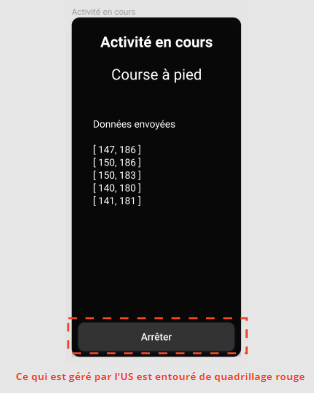 Activité en cours
Activité en cours
Course à pied
Données envoyées
[ 147, 186 ]
[ 150, 186 ]
[ 150, 183 ]
[ 140, 180 ]
[ 141, 181 ]
Arrêter
Ce qui est géré par l'US est entouré de quadrillage rouge